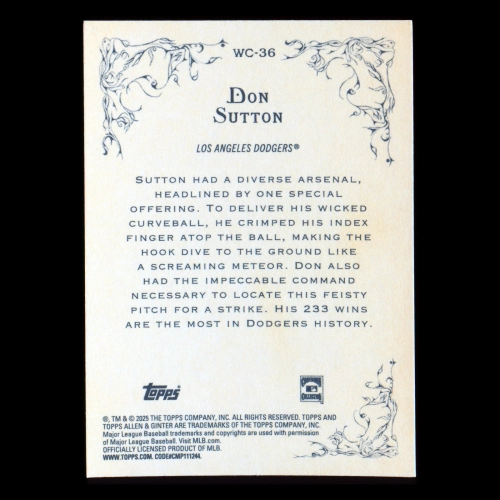 WC-36
Don
Sutton
LOS ANGELES DODGERS®
Sutton had a diverse arsenal,
headlined by one special
offering. To deliver his wicked
curveball, he crimped his index
finger atop the ball, making the
hook dive to the ground like
a screaming meteor. Don also
had the impeccable command
necessary to locate this feisty
pitch for a strike. His 233 wins
are the most in Dodgers history.
Topps
®, TM & © 2025 THE TOPPS COMPANY, INC. ALL RIGHTS RESERVED. TOPPS AND
TOPPS ALLEN & GINTER ARE TRADEMARKS OF THE TOPPS COMPANY, INC.
Major League Baseball trademarks and copyrights are used with permission
of Major League Baseball. Visit MLB.com.
OFFICIALLY LICENSED PRODUCT OF MLB.
WWW.TOPPS.COM. CODE#CMP111244.